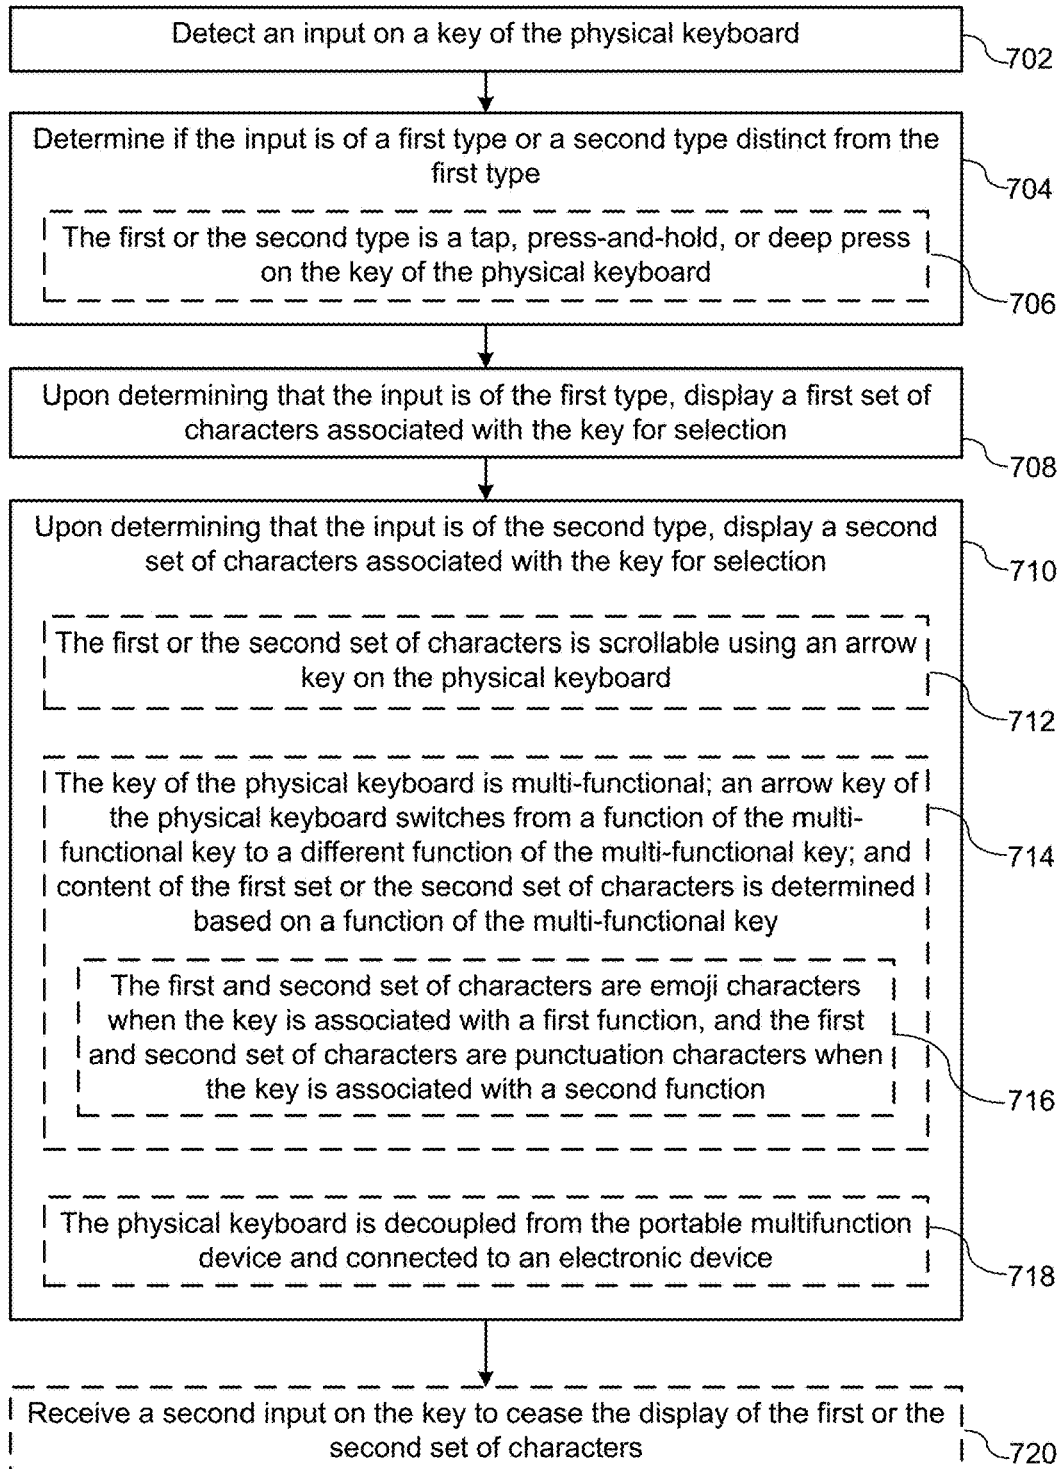 Detect an input on a key of the physical keyboard
702
Determine if the input is of a first type or a second type distinct from the
first type
704
The first or the second type is a tap, press-and-hold, or deep press
on the key of the physical keyboard
706
Upon determining that the input is of the first type, display a first set of
characters associated with the key for selection
708
Upon determining that the input is of the second type, display a second
set of characters associated with the key for selection
710
The first or the second set of characters is scrollable using an arrow
key on the physical keyboard
712
The key of the physical keyboard is multi-functional; an arrow key of
the physical keyboard switches from a function of the multi-
functional key to a different function of the multi-functional key; and
content of the first set or the second set of characters is determined
based on a function of the multi-functional key
714
The first and second set of characters are emoji characters
when the key is associated with a first function, and the first
and second set of characters are punctuation characters when
the key is associated with a second function
716
The physical keyboard is decoupled from the portable multifunction
device and connected to an electronic device
718
Receive a second input on the key to cease the display of the first or the
second set of characters
720